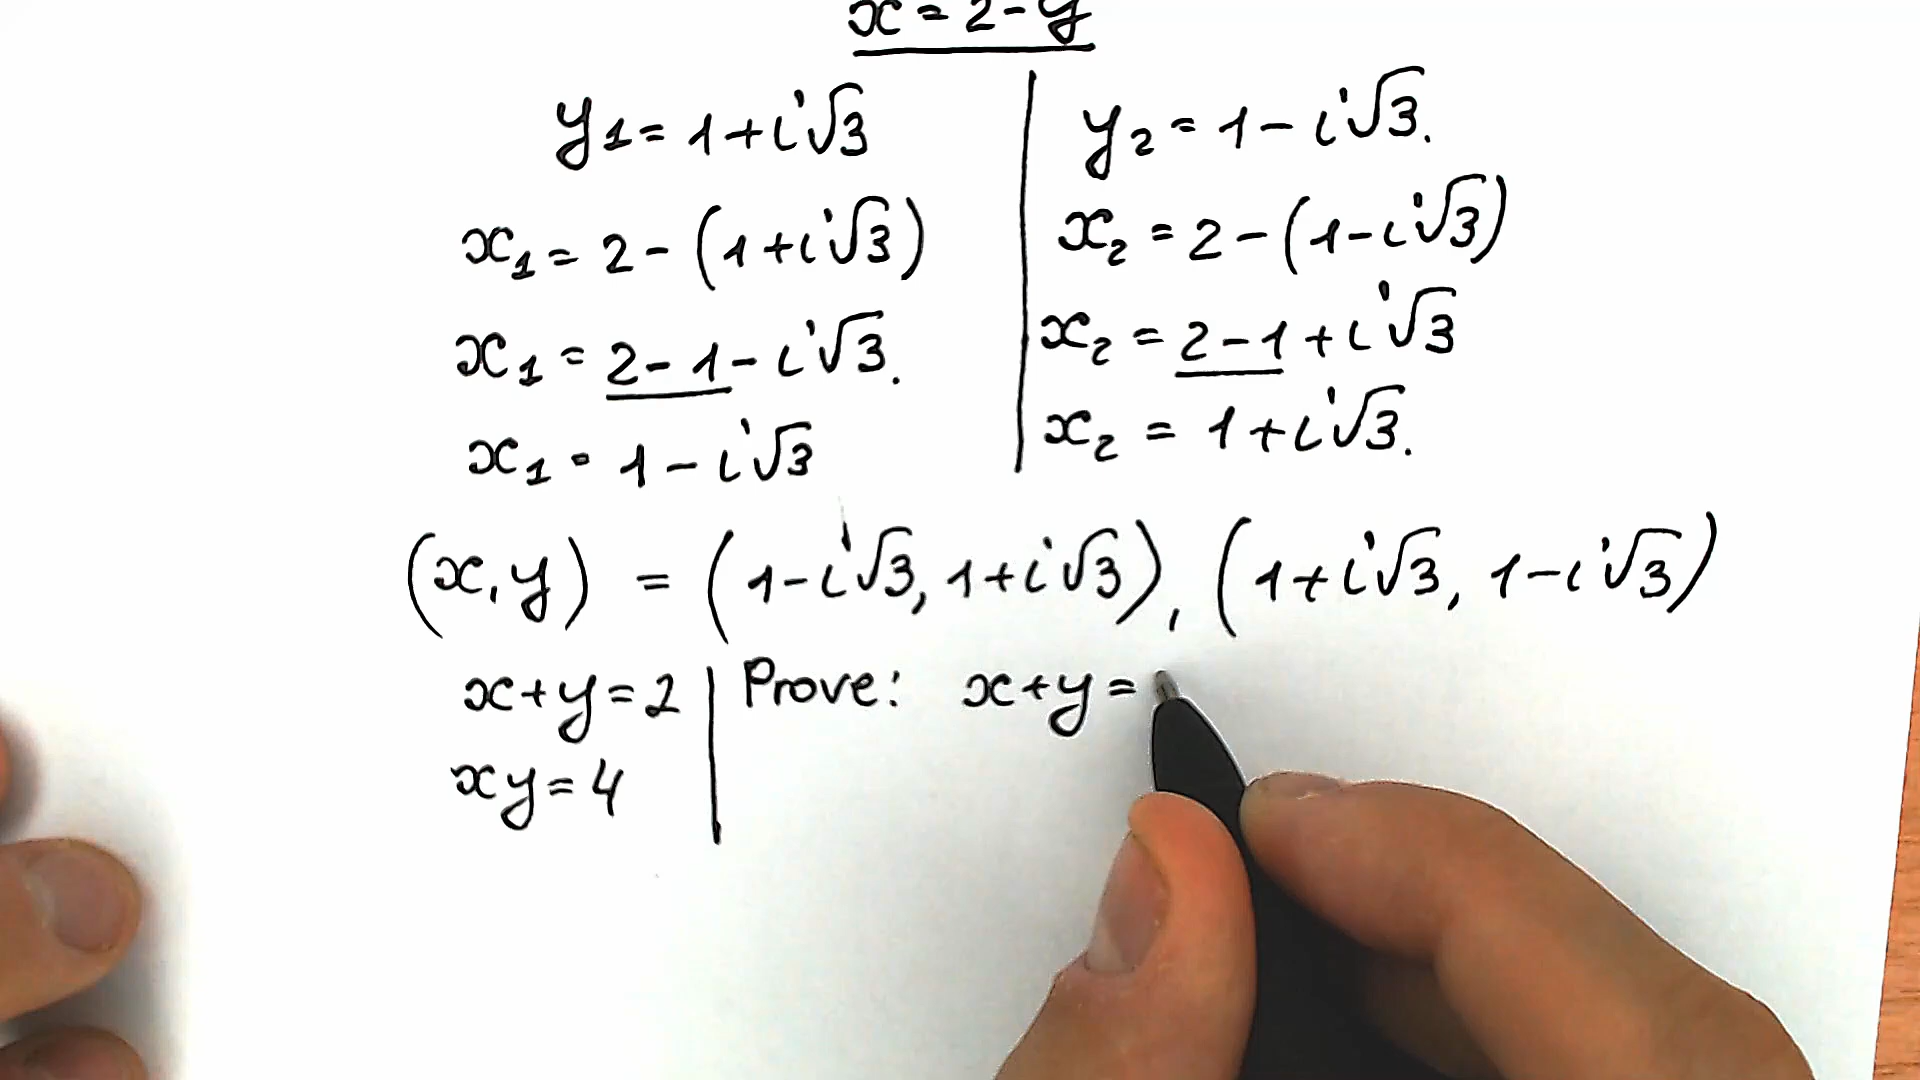 x = 2 - y
y₁ = 1 + i√3
x₁ = 2 - (1 + i√3)
x₁ = 2 - 1 - i√3.
x₁ = 1 - i√3
y₂ = 1 - i√3.
x₂ = 2 - (1 - i√3)
x₂ = 2 - 1 + i√3
x₂ = 1 + i√3.
(x, y) = (1 - i√3, 1 + i√3), (1 + i√3, 1 - i√3)
x + y = 2
xy = 4
Prove: x + y =